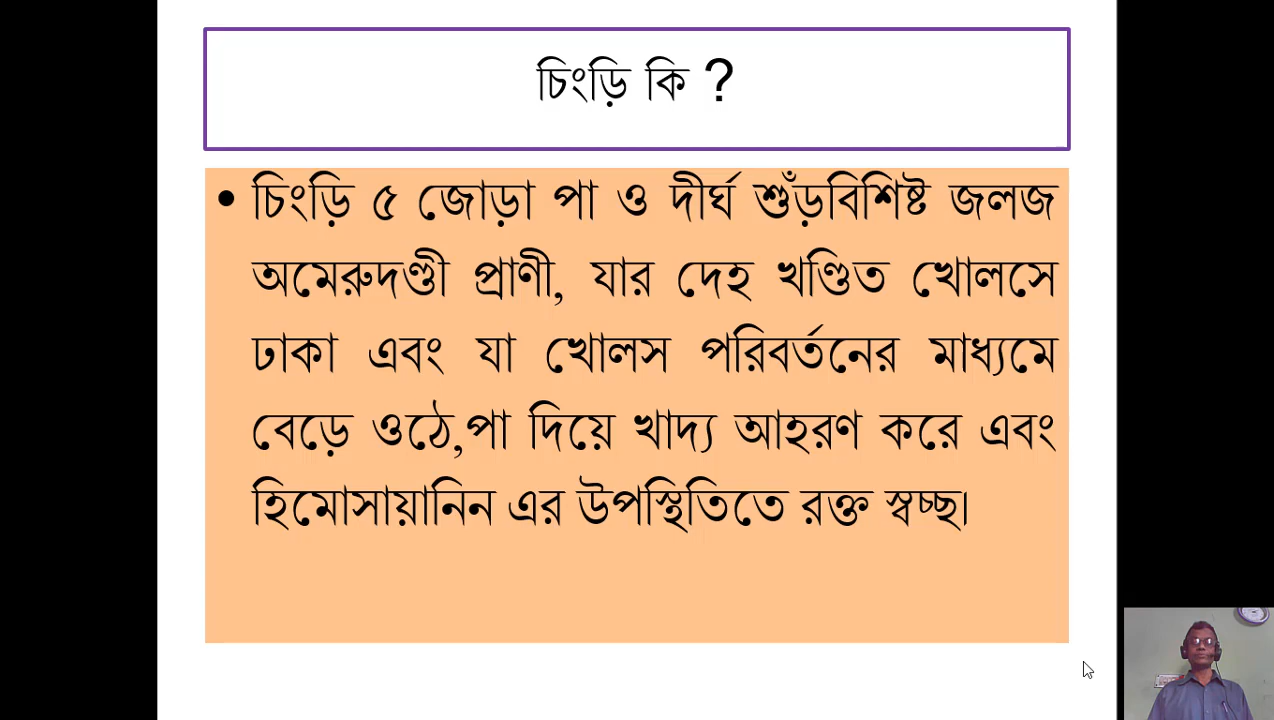 চিংড়ি কি ?
• চিংড়ি ৫ জোড়া পা ও দীর্ঘ শুঁড়বিশিষ্ট জলজ
অমেরুদণ্ডী প্রাণী, যার দেহ খণ্ডিত খোলসে
ঢাকা এবং যা খোলস পরিবর্তনের মাধ্যমে
বেড়ে ওঠে,পা দিয়ে খাদ্য আহরণ করে এবং
হিমোসায়ানিন এর উপস্থিতিতে রক্ত স্বচ্ছ।